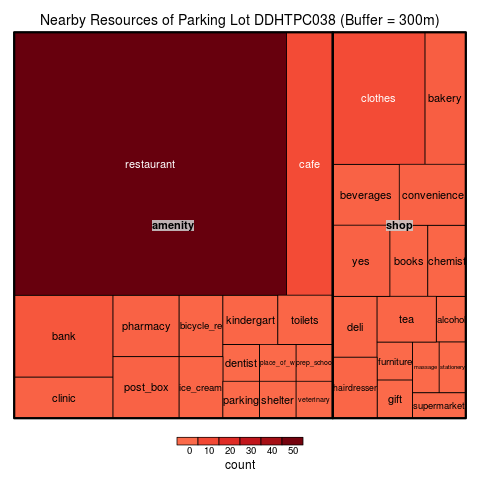 Nearby Resources of Parking Lot DDHTPC038 (Buffer = 300m)
restaurant
cafe
amenity
bank
clinic
pharmacy
post_box
bicycle_re
ice_cream
kindergart
toilets
dentist
place_of_w
prep_school
parking
shelter
veterinary
clothes
bakery
beverages
convenience
shop
yes
books
chemist
deli
hairdresser
tea
alcohol
furniture
gift
massage
stationery
supermarket
0 10 20 30 40 50
count